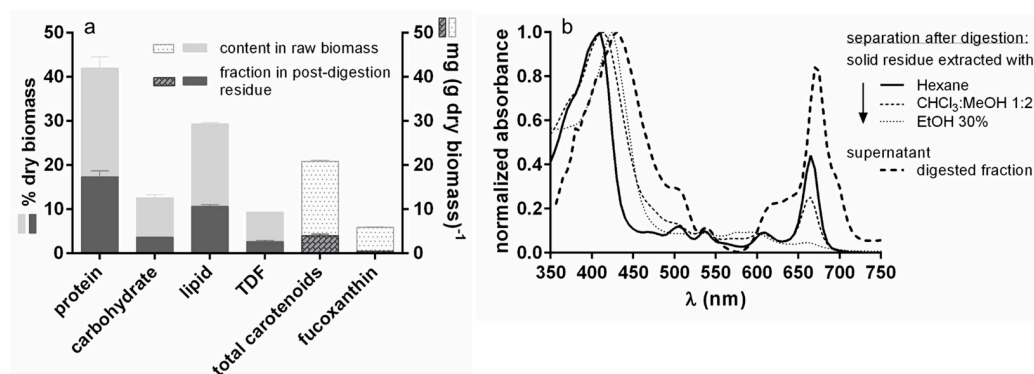 a
50
40
30
20
10
0
% dry biomass
content in raw biomass
fraction in post-digestion
residue
50
40
30
20
10
0
mg (g dry biomass)-1
protein
carbohydrate
lipid
TDF
total carotenoids
fucoxanthin
b
1.0
0.8
0.6
0.4
0.2
0.0
normalized absorbance
350 400 450 500 550 600 650 700 750
λ (nm)
separation after digestion:
solid residue extracted with
Hexane
CHCl3:MeOH 1:2
EtOH 30%
supernatant
digested fraction